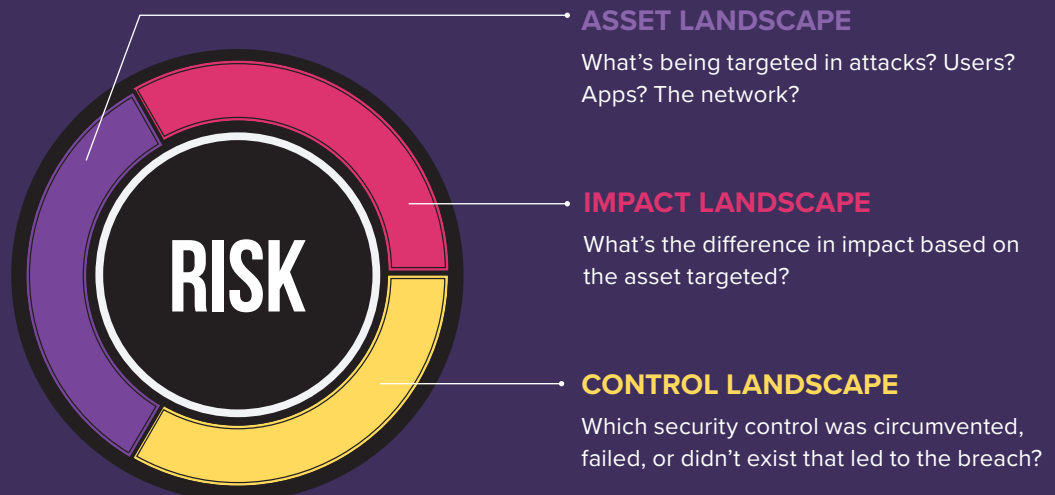 RISK
ASSET LANDSCAPE
What’s being targeted in attacks? Users?
Apps? The network?
IMPACT LANDSCAPE
What’s the difference in impact based on
the asset targeted?
CONTROL LANDSCAPE
Which security control was circumvented,
failed, or didn’t exist that led to the breach?